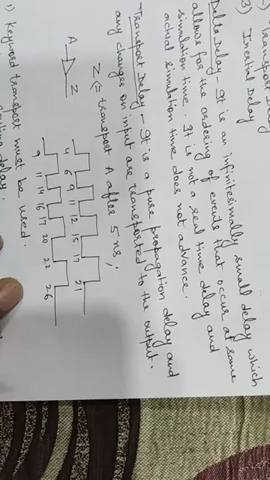 Transport Delay
3) Inertial Delay
Delta Delay - It is an infinitesimally small delay which
allows for the ordering of events that occur at same
simulation time. It is not a real time delay and
actual simulation time does not advance.
Transport Delay - It is a pure propagation delay and
any changes on input are transported to the output.
Z <= transport A after 5 ns;
A Z
4 6 9 11 12 15 17 21
9 11 14 16 17 20 22 26
1) Keyword transport must be used.
delay.